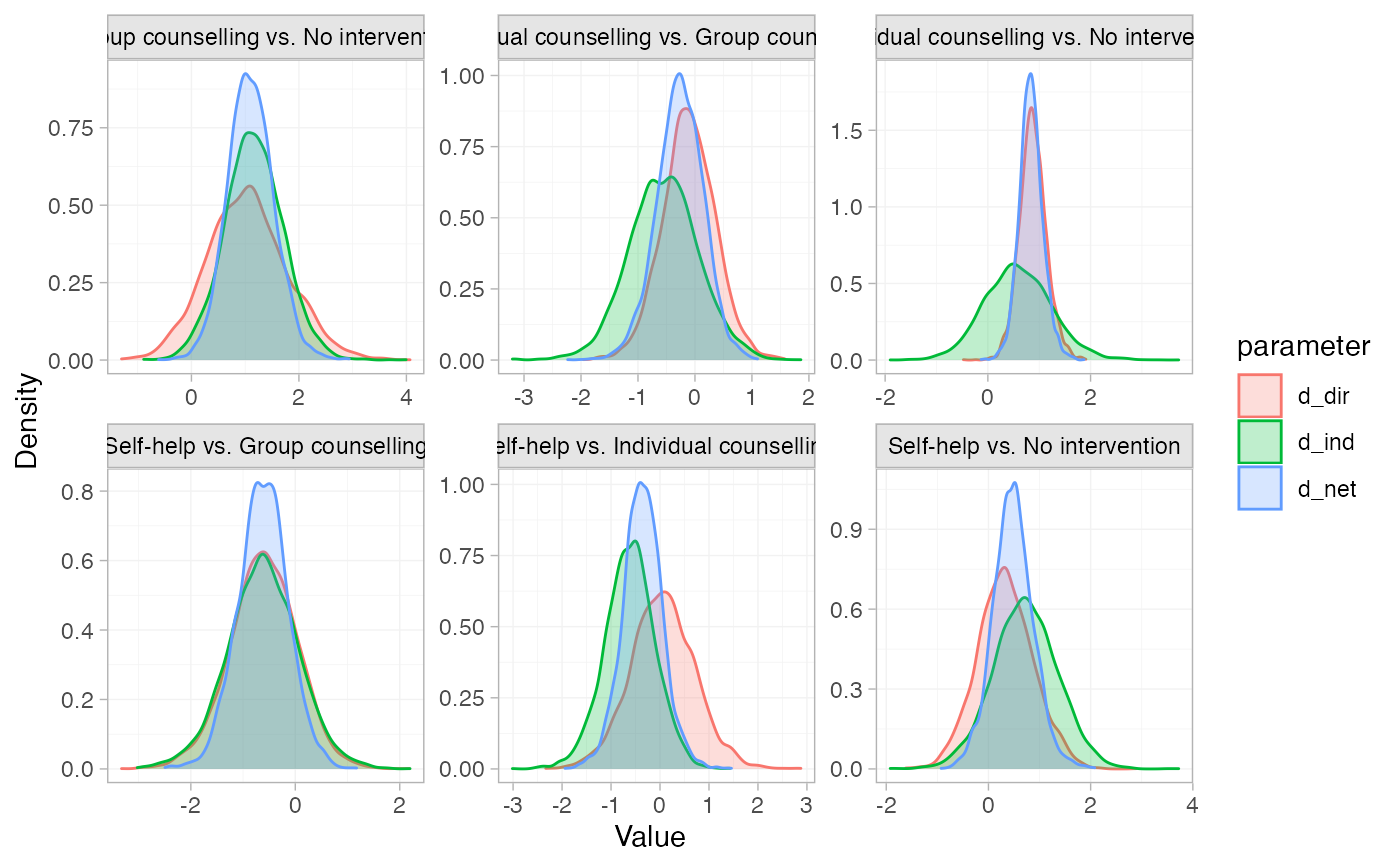 oup counselling vs. No intervent
ual counselling vs. Group coun
idual counselling vs. No interve
0.75
0.50
0.25
0.00
0 2 4
1.00
0.75
0.50
0.25
0.00
-3 -2 -1 0 1
1.5
1.0
0.5
0.0
-2 0 2
Density
Self-help vs. Group counselling
elf-help vs. Individual counsellin
Self-help vs. No intervention
0.8
0.6
0.4
0.2
0.0
-2 0 2
1.00
0.75
0.50
0.25
0.00
-3 -2 -1 0 1 2 3
0.9
0.6
0.3
0.0
-2 0 2 4
Value
parameter
d_dir
d_ind
d_net